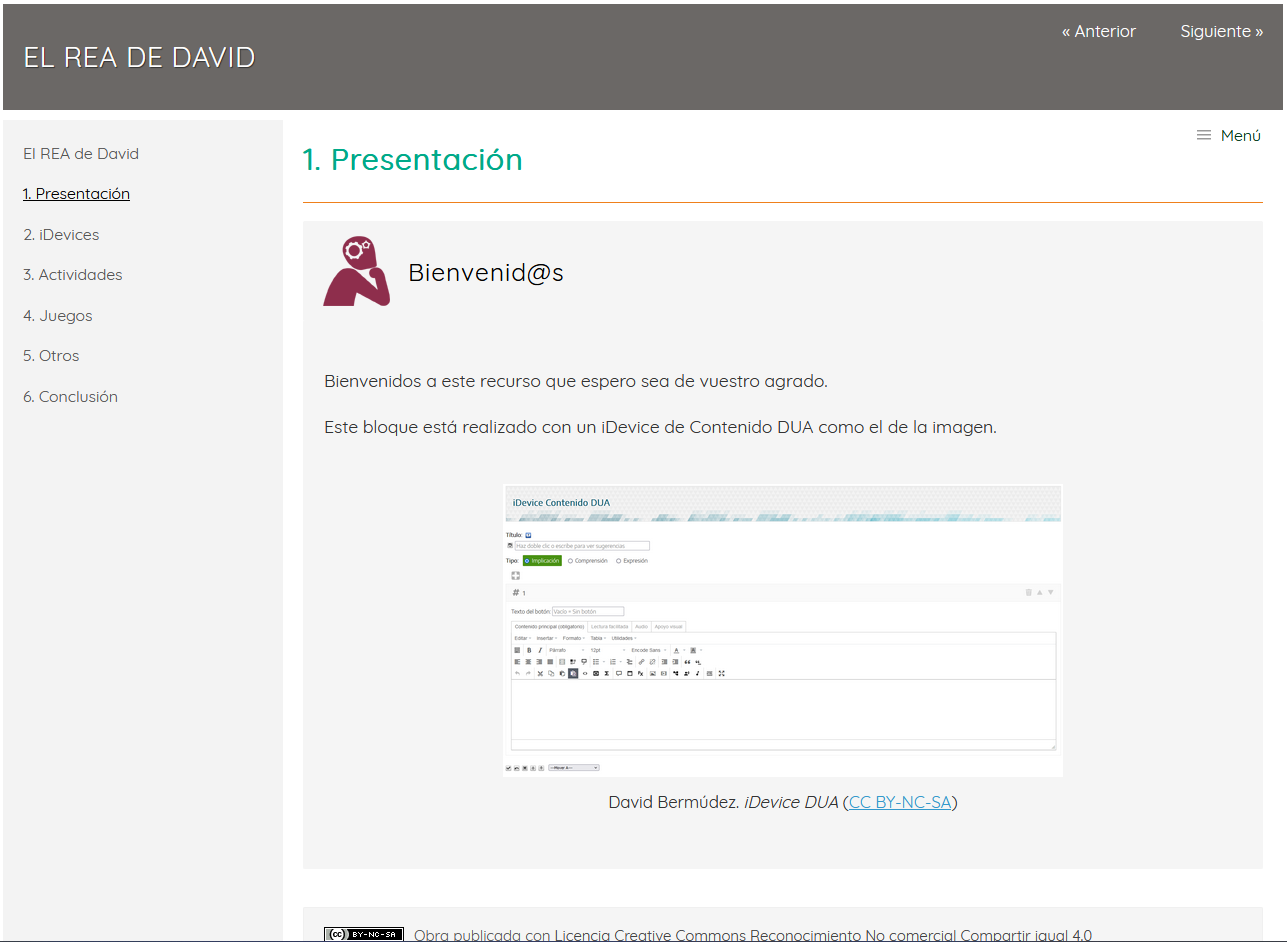 « Anterior
Siguiente »
EL REA DE DAVID
Menú
El REA de David
1. Presentación
2. iDevices
3. Actividades
4. Juegos
5. Otros
6. Conclusión
1. Presentación
Bienvenid@s
Bienvenidos a este recurso que espero sea de vuestro agrado.
Este bloque está realizado con un iDevice de Contenido DUA como el de la imagen.
iDevice Contenido DUA
Título:
Haz doble clic o escribe para ver sugerencias
Tipo: Implicación Comprensión Expresión
# 1
Texto del botón: Vacío = Sin botón
Contenido principal (obligatorio) Lectura facilitada Audio Apoyo visual
Editar Insertar Formato Tabla Utilidades
B I Párrafo 12pt Encode Sans A
David Bermúdez. iDevice DUA (CC BY-NC-SA)
(cc) BY-NC-SA Obra publicada con Licencia Creative Commons Reconocimiento No comercial Compartir igual 4.0